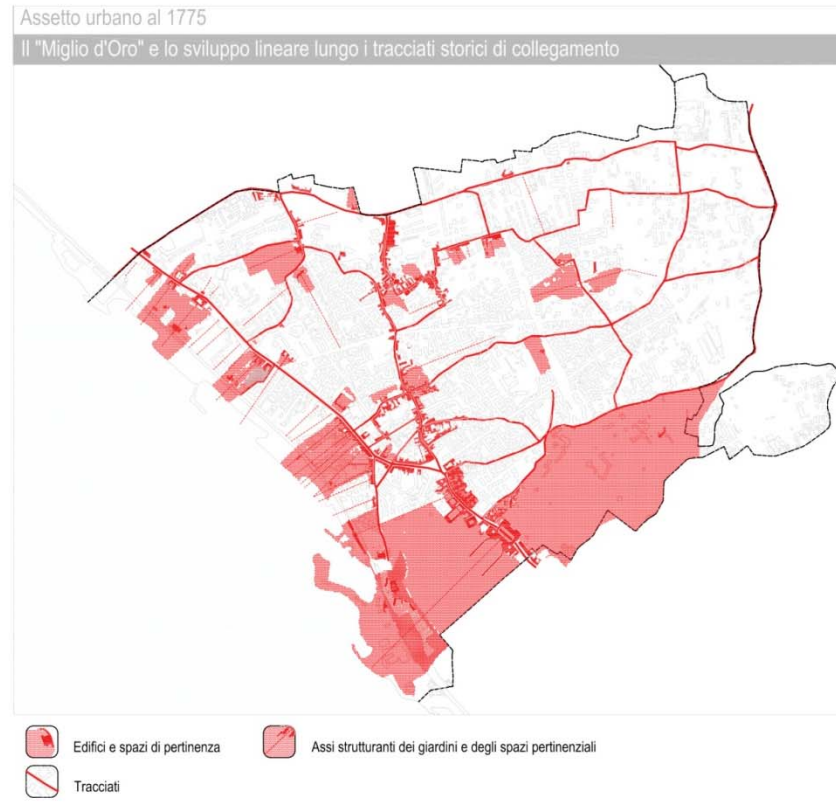 Assetto urbano al 1775
Il "Miglio d'Oro" e lo sviluppo lineare lungo i tracciati storici di collegamento
Edifici e spazi di pertinenza
Assi strutturanti dei giardini e degli spazi pertinenziali
Tracciati